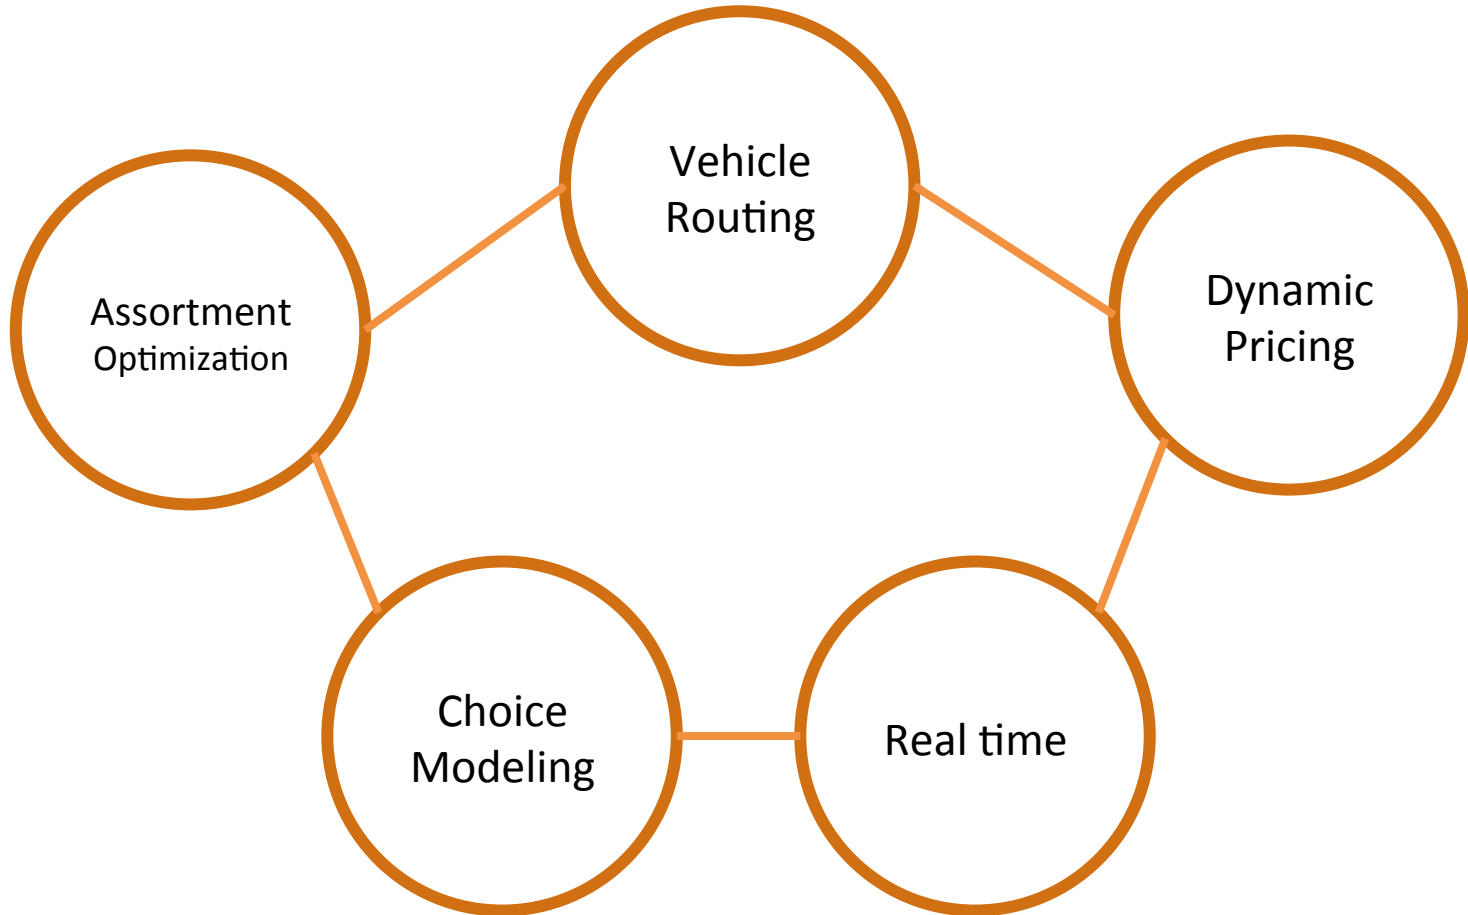 Vehicle
Routing
Assortment
Optimization
Dynamic
Pricing
Choice
Modeling
Real time